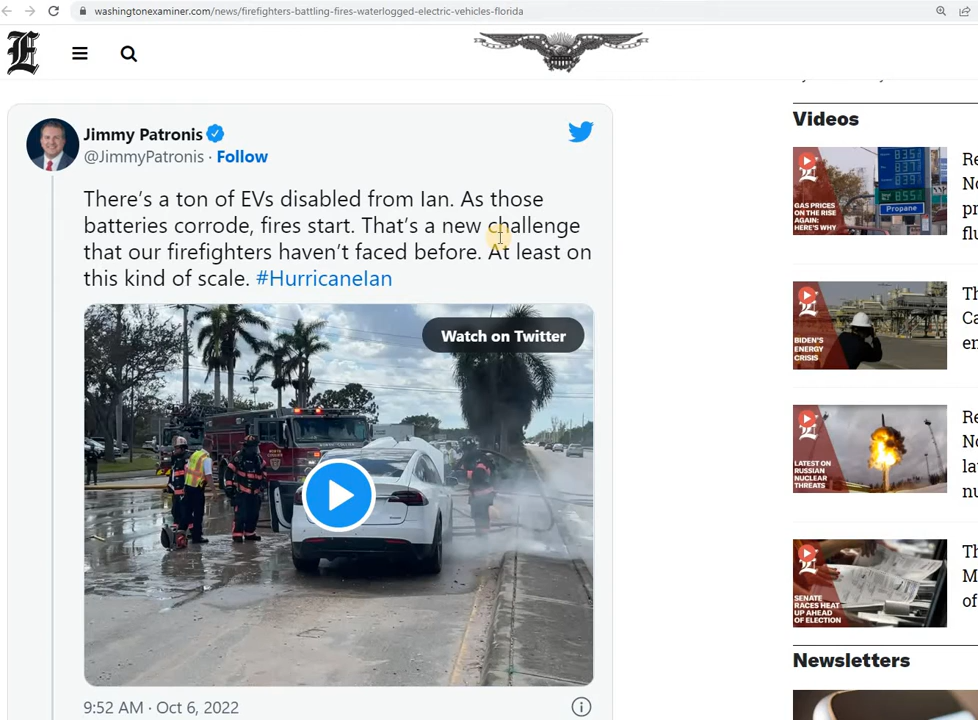 washingtonexaminer.com/news/firefighters-battling-fires-waterlogged-electric-vehicles-florida
E
Jimmy Patronis
@JimmyPatronis · Follow
There's a ton of EVs disabled from Ian. As those
batteries corrode, fires start. That's a new challenge
that our firefighters haven't faced before. At least on
this kind of scale. #HurricaneIan
Watch on Twitter
9:52 AM · Oct 6, 2022
Videos
GAS PRICES
ON THE RISE
AGAIN:
HERE'S WHY
Propane
BIDEN'S
ENERGY
CRISIS
LATEST ON
RUSSIAN
NUCLEAR
THREATS
SENATE
RACES HEAT
UP AHEAD
OF ELECTION
Newsletters